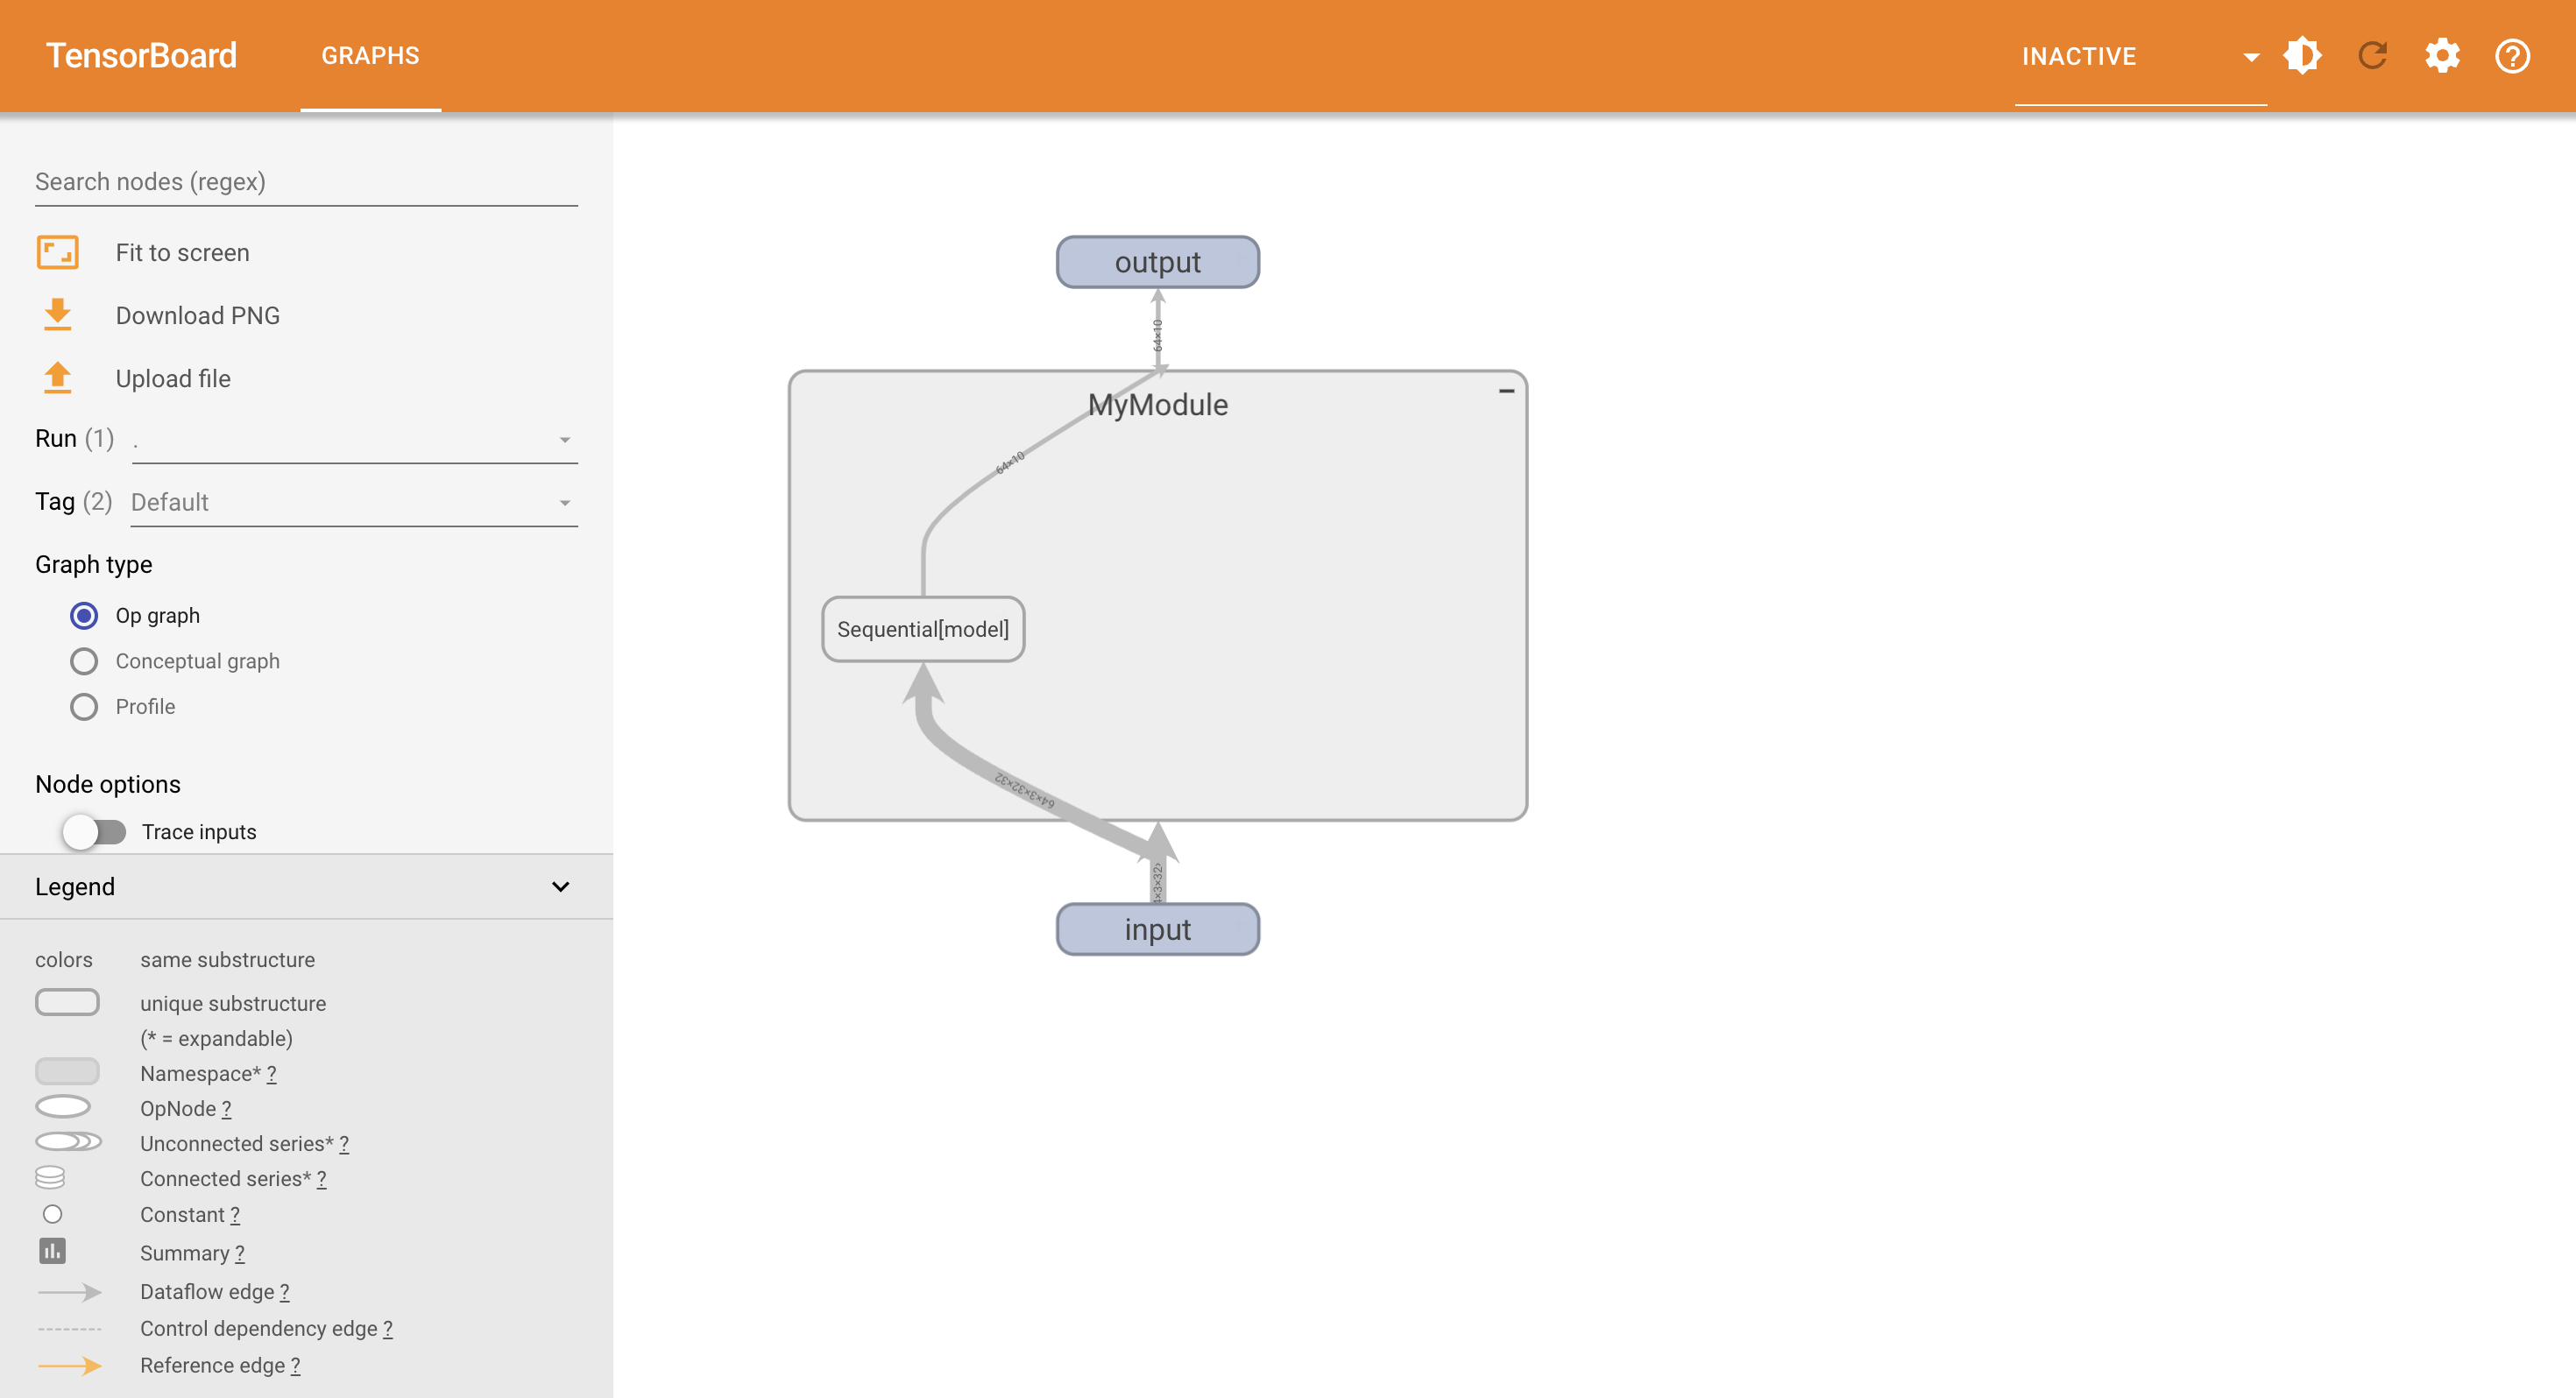 TensorBoard
GRAPHS
INACTIVE
Search nodes (regex)
Fit to screen
Download PNG
Upload file
Run (1) .
Tag (2) Default
Graph type
Op graph
Conceptual graph
Profile
Node options
Trace inputs
Legend
colors same substructure
unique substructure
(* = expandable)
Namespace* ?
OpNode ?
Unconnected series* ?
Connected series* ?
Constant ?
Summary ?
Dataflow edge ?
Control dependency edge ?
Reference edge ?
output
64×10
MyModule
64×10
Sequential[model]
64×3×32×32
input